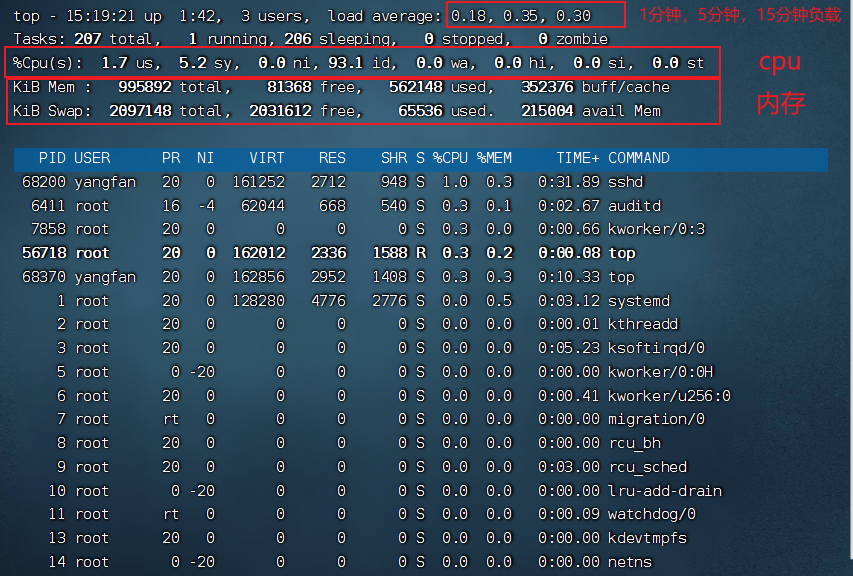 top - 15:19:21 up  1:42,  3 users,  load average: 0.18, 0.35, 0.30 1分钟，5分钟，15分钟负载
Tasks: 207 total,   1 running, 206 sleeping,   0 stopped,   0 zombie
%Cpu(s):  1.7 us,  5.2 sy,  0.0 ni, 93.1 id,  0.0 wa,  0.0 hi,  0.0 si,  0.0 st cpu
KiB Mem :   995892 total,    81368 free,   562148 used,   352376 buff/cache
内存
KiB Swap:  2097148 total,  2031612 free,    65536 used.   215004 avail Mem
PID USER      PR  NI    VIRT    RES    SHR S %CPU %MEM     TIME+ COMMAND
68200 yangfan   20   0  161252   2712    948 S  1.0  0.3   0:31.89 sshd
6411 root      16  -4   62044    668    540 S  0.3  0.1   0:02.67 auditd
7858 root      20   0       0      0      0 S  0.3  0.0   0:00.66 kworker/0:3
56718 root      20   0  162012   2336   1588 R  0.3  0.2   0:00.08 top
68370 yangfan   20   0  162856   2952   1408 S  0.3  0.3   0:10.33 top
1 root      20   0  128280   4776   2776 S  0.0  0.5   0:03.12 systemd
2 root      20   0       0      0      0 S  0.0  0.0   0:00.01 kthreadd
3 root      20   0       0      0      0 S  0.0  0.0   0:05.23 ksoftirqd/0
5 root       0 -20       0      0      0 S  0.0  0.0   0:00.00 kworker/0:0H
6 root      20   0       0      0      0 S  0.0  0.0   0:00.41 kworker/u256:0
7 root      rt   0       0      0      0 S  0.0  0.0   0:00.00 migration/0
8 root      20   0       0      0      0 S  0.0  0.0   0:00.00 rcu_bh
9 root      20   0       0      0      0 S  0.0  0.0   0:03.00 rcu_sched
10 root       0 -20       0      0      0 S  0.0  0.0   0:00.00 lru-add-drain
11 root      rt   0       0      0      0 S  0.0  0.0   0:00.09 watchdog/0
13 root      20   0       0      0      0 S  0.0  0.0   0:00.00 kdevtmpfs
14 root       0 -20       0      0      0 S  0.0  0.0   0:00.00 netns